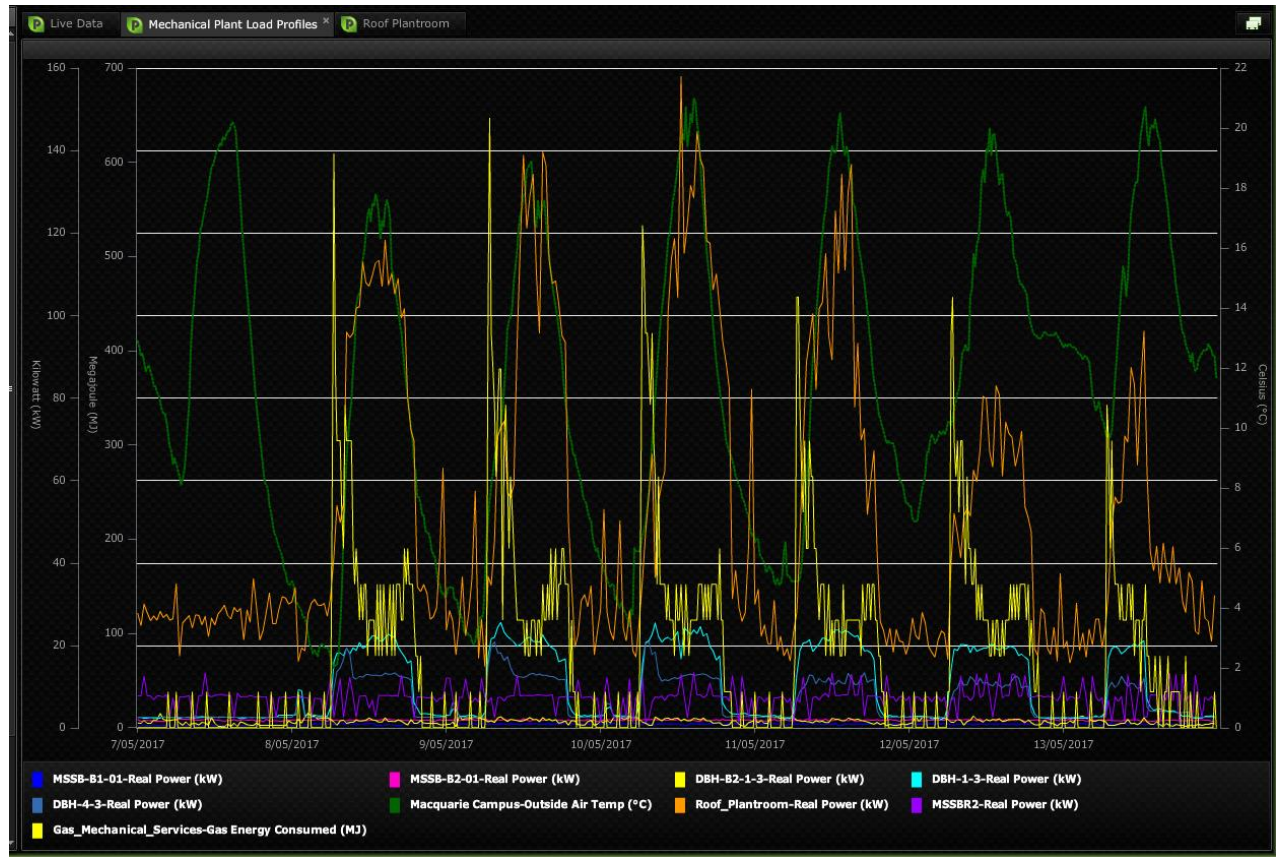 Live Data
Mechanical Plant Load Profiles
Roof Plantroom
160
140
120
100
80
60
40
20
0
Kilowatt (kW)
700
600
500
400
300
200
100
0
Megajoule (MJ)
22
20
18
16
14
12
10
8
6
4
2
0
Celsius (°C)
7/05/2017 8/05/2017 9/05/2017 10/05/2017 11/05/2017 12/05/2017 13/05/2017
MSSB-B1-01-Real Power (kW) MSSB-B2-01-Real Power (kW) DBH-B2-1-3-Real Power (kW) DBH-1-3-Real Power (kW)
DBH-4-3-Real Power (kW) Macquarie Campus-Outside Air Temp (°C) Roof_Plantroom-Real Power (kW) MSSBR2-Real Power (kW)
Gas_Mechanical_Services-Gas Energy Consumed (MJ)